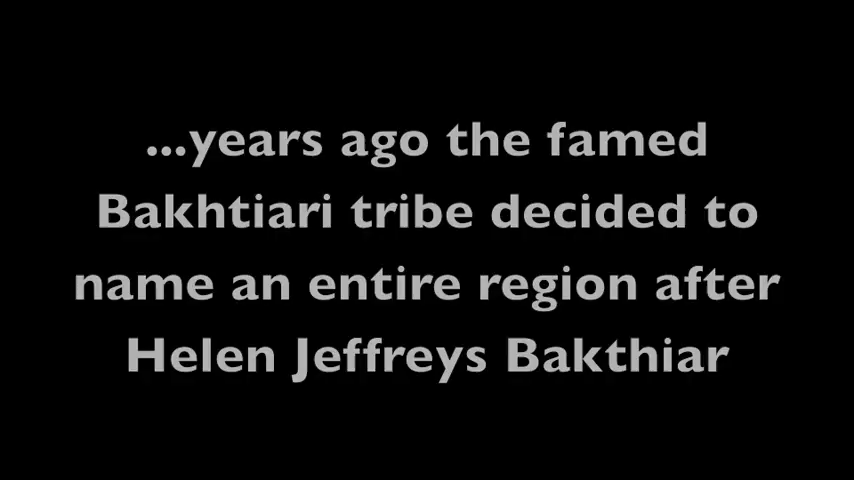 ...years ago the famed
Bakhtiari tribe decided to
name an entire region after
Helen Jeffreys Bakthiar